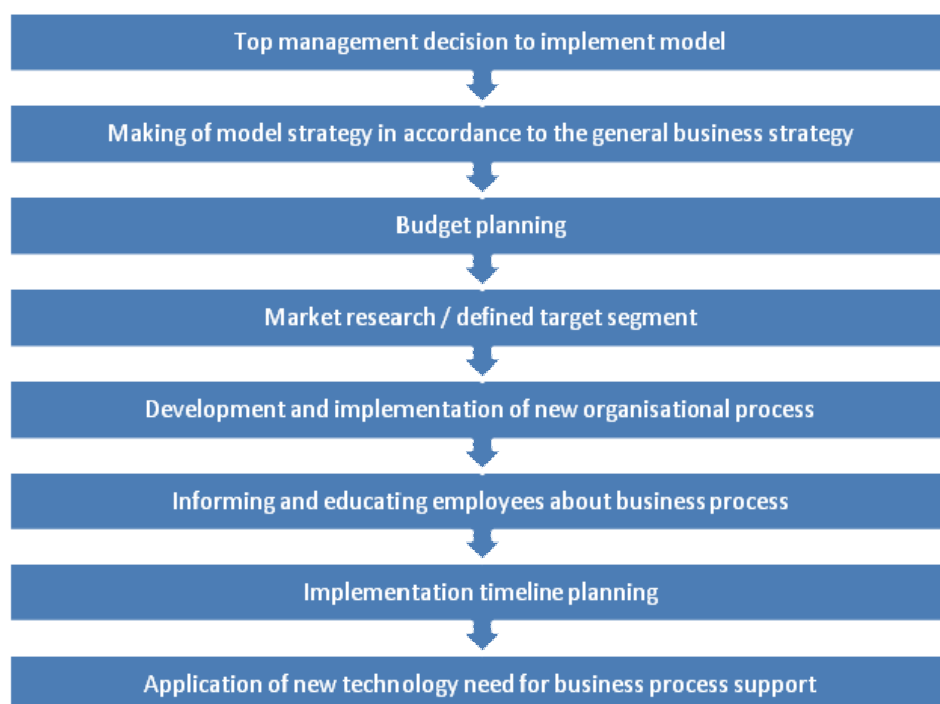 Top management decision to implement model
Making of model strategy in accordance to the general business strategy
Budget planning
Market research / defined target segment
Development and implementation of new organisational process
Informing and educating employees about business process
Implementation timeline planning
Application of new technology need for business process support